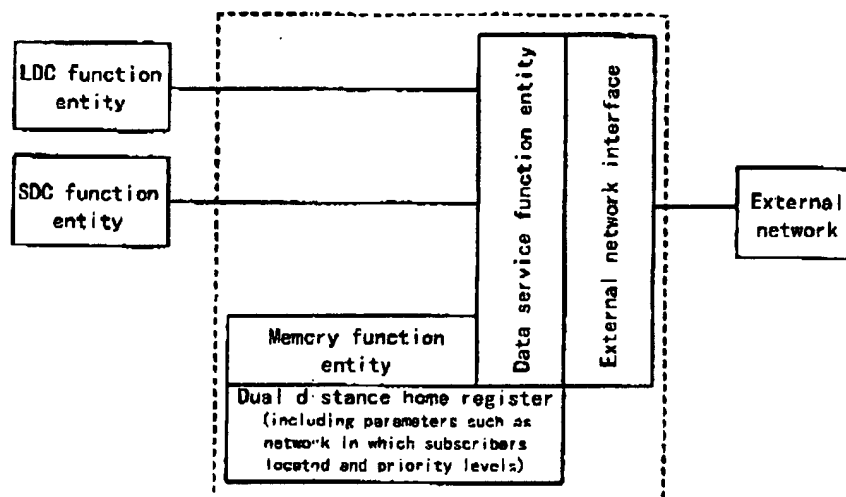 LDC function
entity
SDC function
entity
Data service function entity
External network interface
External
network
Memory function
entity
Dual distance home register
(including parameters such as
network in which subscribers
located and priority levels)